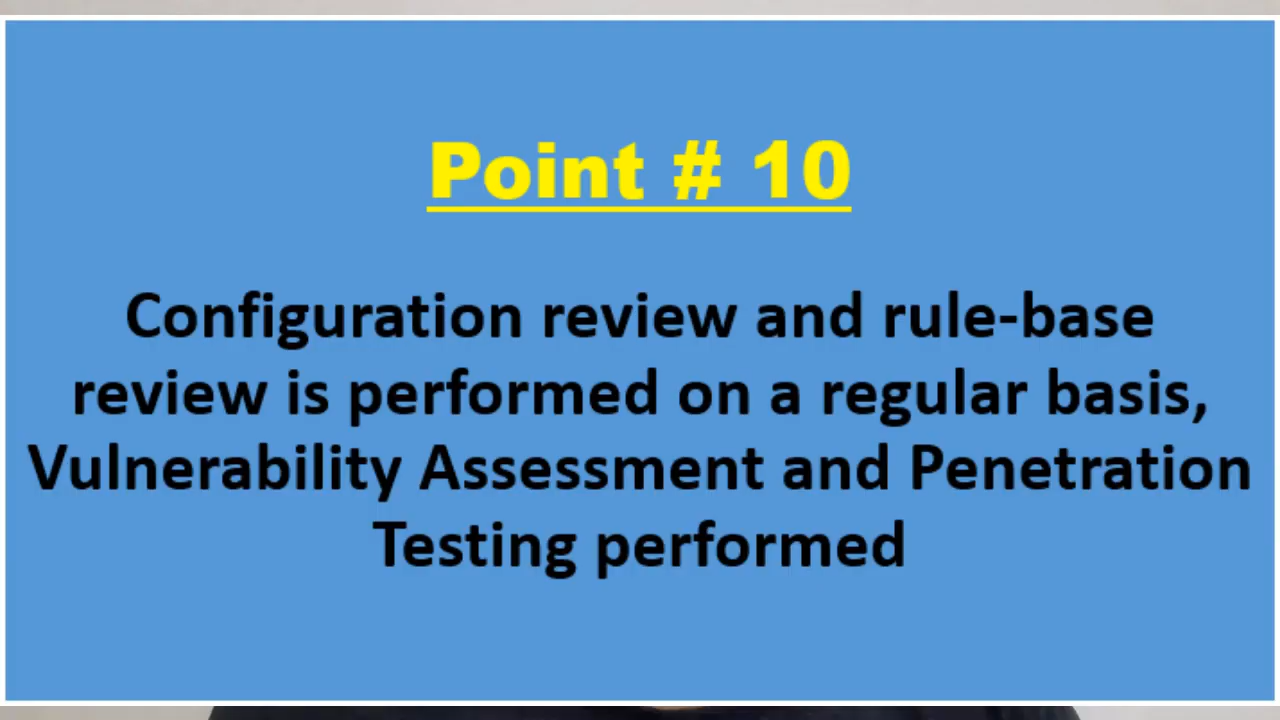 Point # 10
Configuration review and rule-base
review is performed on a regular basis,
Vulnerability Assessment and Penetration
Testing performed